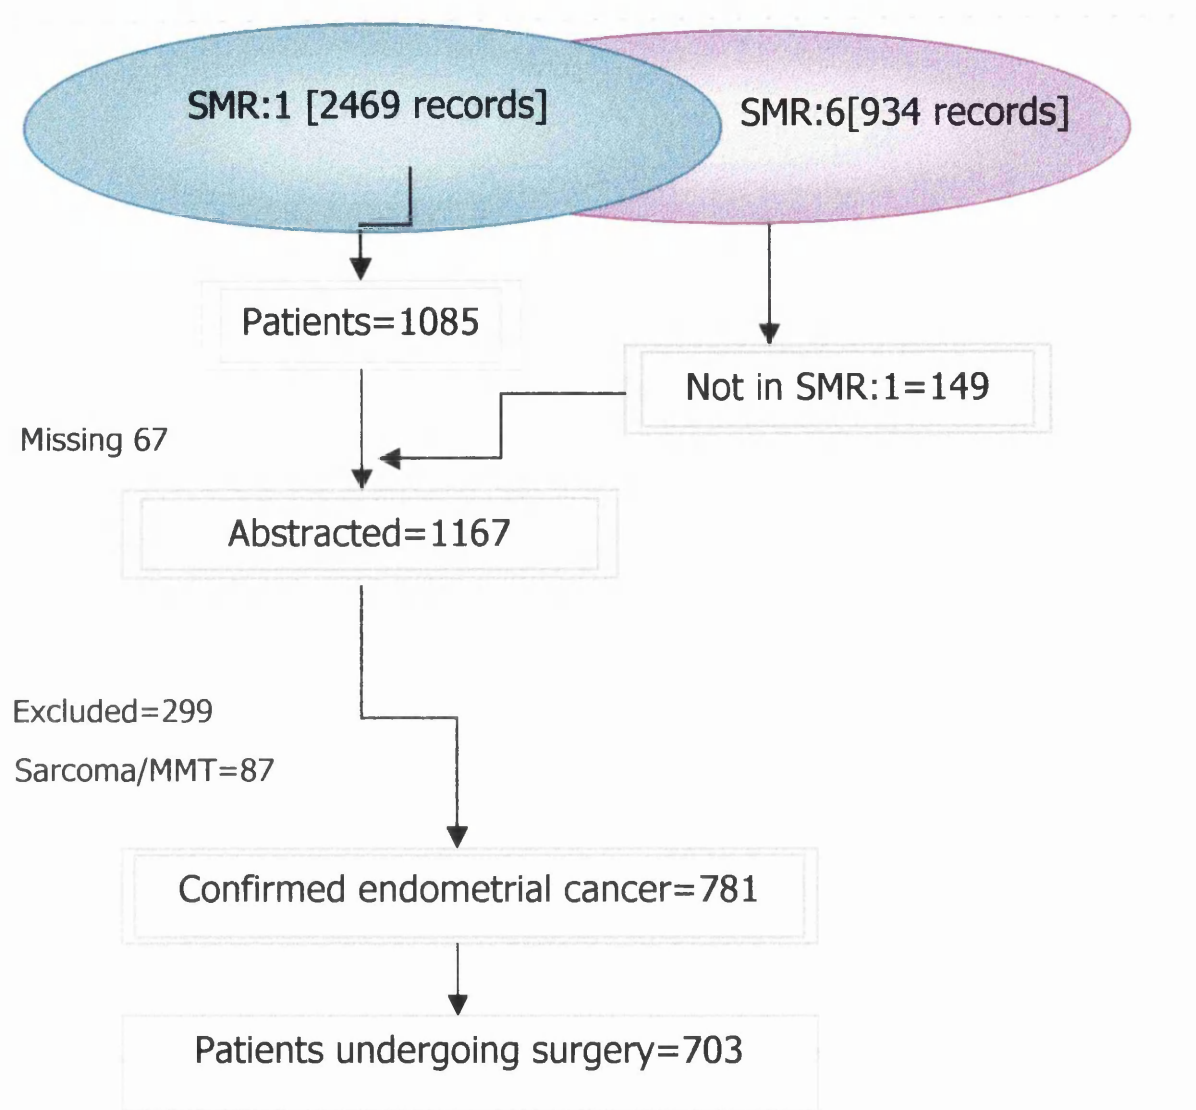 SMR:1 [2469 records]
SMR:6[934 records]
Patients=1085
Not in SMR:1=149
Missing 67
Abstracted=1167
Excluded=299
Sarcoma/MMT=87
Confirmed endometrial cancer=781
Patients undergoing surgery=703